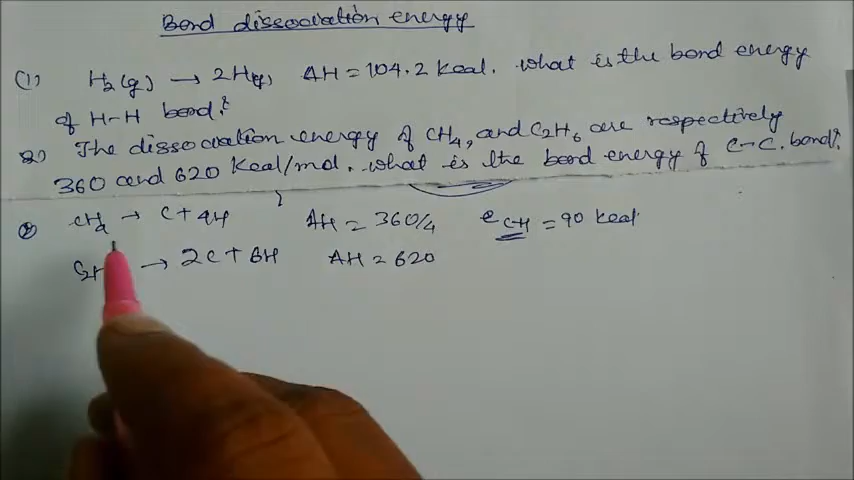 Bond dissociation energy
(1) H2(g) → 2H(g) ΔH = 104.2 Kcal. what is the bond energy
of H-H bond?
2) The dissociation energy of CH4, and C2H6 are respectively
360 and 620 Kcal/mol. what is the bond energy of C-C. bond?
② CH4 → C + 4H ΔH = 360/4 e C-H = 90 Kcal
→ 2C + 6H ΔH = 620